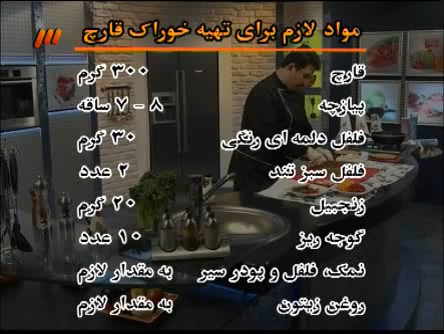 مواد لازم برای تهیه خوراک قارچ
قارچ ۳۰۰ گرم
پیازچه ۸ - ۷ ساقه
فلفل دلمه ای رنگی ۳۰ گرم
فلفل سبز تند ۲ عدد
زنجبیل ۲۰ گرم
گوجه ریز ۱۰ عدد
نمک، فلفل و پودر سیر به مقدار لازم
روغن زیتون به مقدار لازم